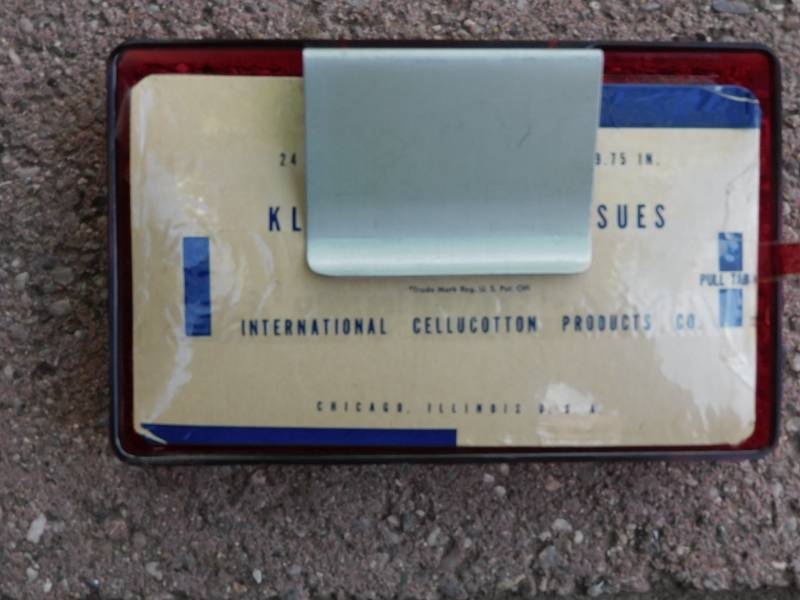 24 9.75 IN.
KL SUES
PULL TAB
*Trade Mark Reg. U. S. Pat. Off.
INTERNATIONAL CELLUCOTTON PRODUCTS CO.
CHICAGO, ILLINOIS U. S. A.